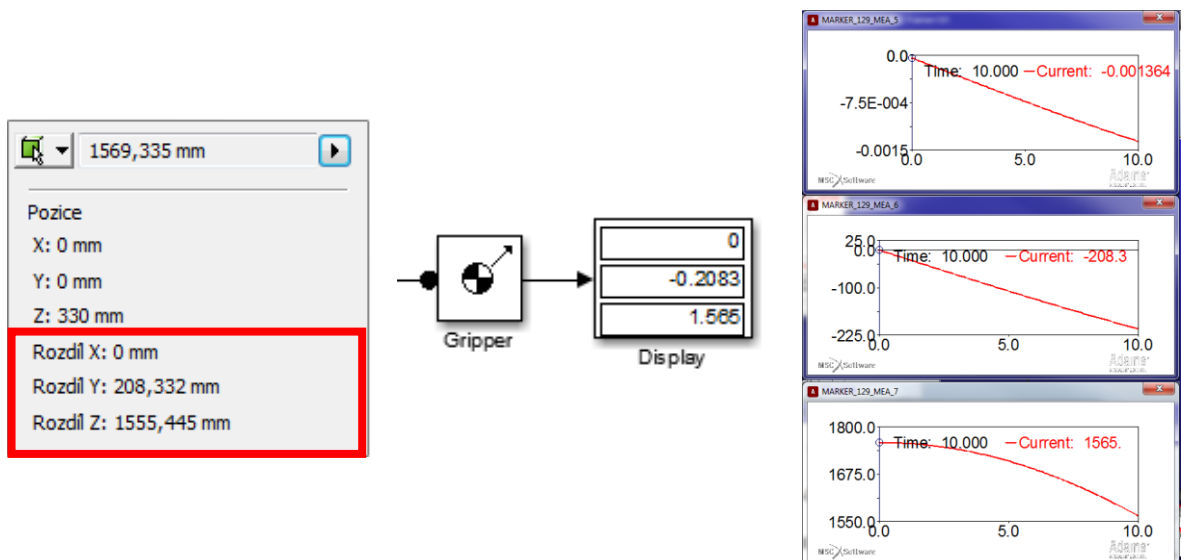 1569,335 mm
Pozice
X: 0 mm
Y: 0 mm
Z: 330 mm
Rozdíl X: 0 mm
Rozdíl Y: 208,332 mm
Rozdíl Z: 1555,445 mm
Gripper
0
-0.2083
1.565
Display
MARKER_129_MEA_5
0.0
Time: 10.000 Current: -0.001364
-7.5E-004
-0.0015
0.0 5.0 10.0
MSC Software
Adams
MARKER_129_MEA_6
25.0
0.0
Time: 10.000 Current: -208.3
-100.0
-225.0
0.0 5.0 10.0
MSC Software
Adams
MARKER_129_MEA_7
1800.0
Time: 10.000 Current: 1565.
1675.0
1550.0
0.0 5.0 10.0
MSC Software
Adams